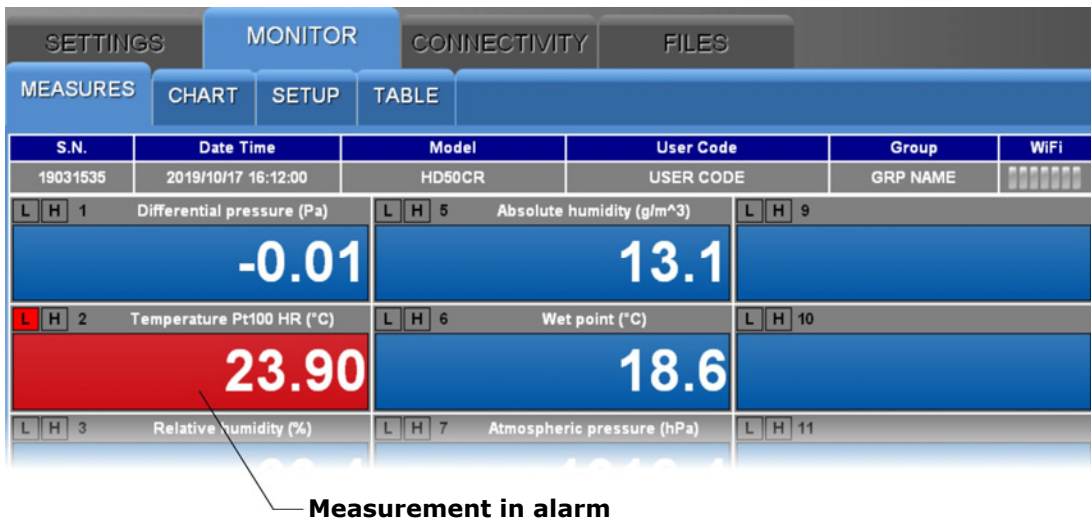 SETTINGS MONITOR CONNECTIVITY FILES
MEASURES CHART SETUP TABLE
S.N. Date Time Model User Code Group WiFi
19031535 2019/10/17 16:12:00 HD50CR USER CODE GRP NAME
L H 1 Differential pressure (Pa) L H 5 Absolute humidity (g/m^3) L H 9
-0.01 13.1
L H 2 Temperature Pt100 HR (°C) L H 6 Wet point (°C) L H 10
23.90 18.6
L H 3 Relative humidity (%) L H 7 Atmospheric pressure (hPa) L H 11
Measurement in alarm